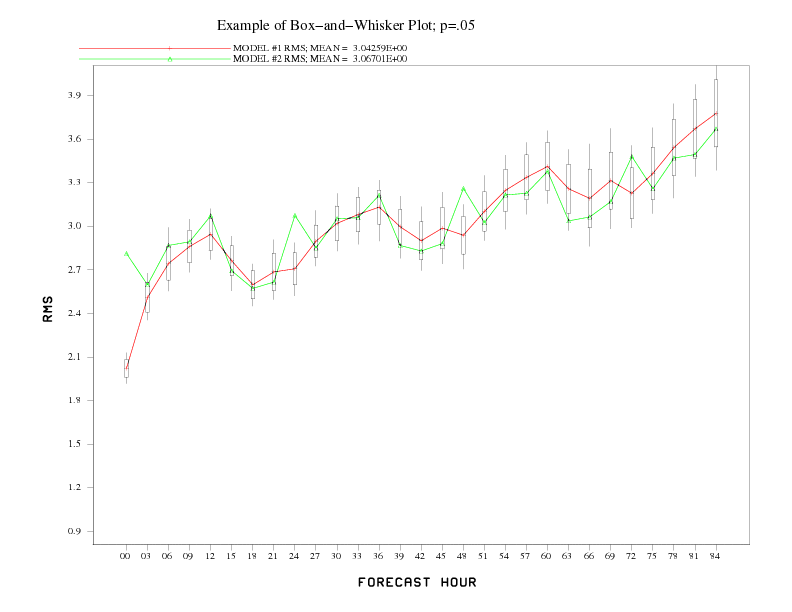 Example of Box-and-Whisker Plot; p=.05
MODEL #1 RMS; MEAN = 3.04259E+00
MODEL #2 RMS; MEAN = 3.06701E+00
3.9
3.6
3.3
3.0
2.7
2.4
2.1
1.8
1.5
1.2
0.9
RMS
00 03 06 09 12 15 18 21 24 27 30 33 36 39 42 45 48 51 54 57 60 63 66 69 72 75 78 81 84
FORECAST HOUR